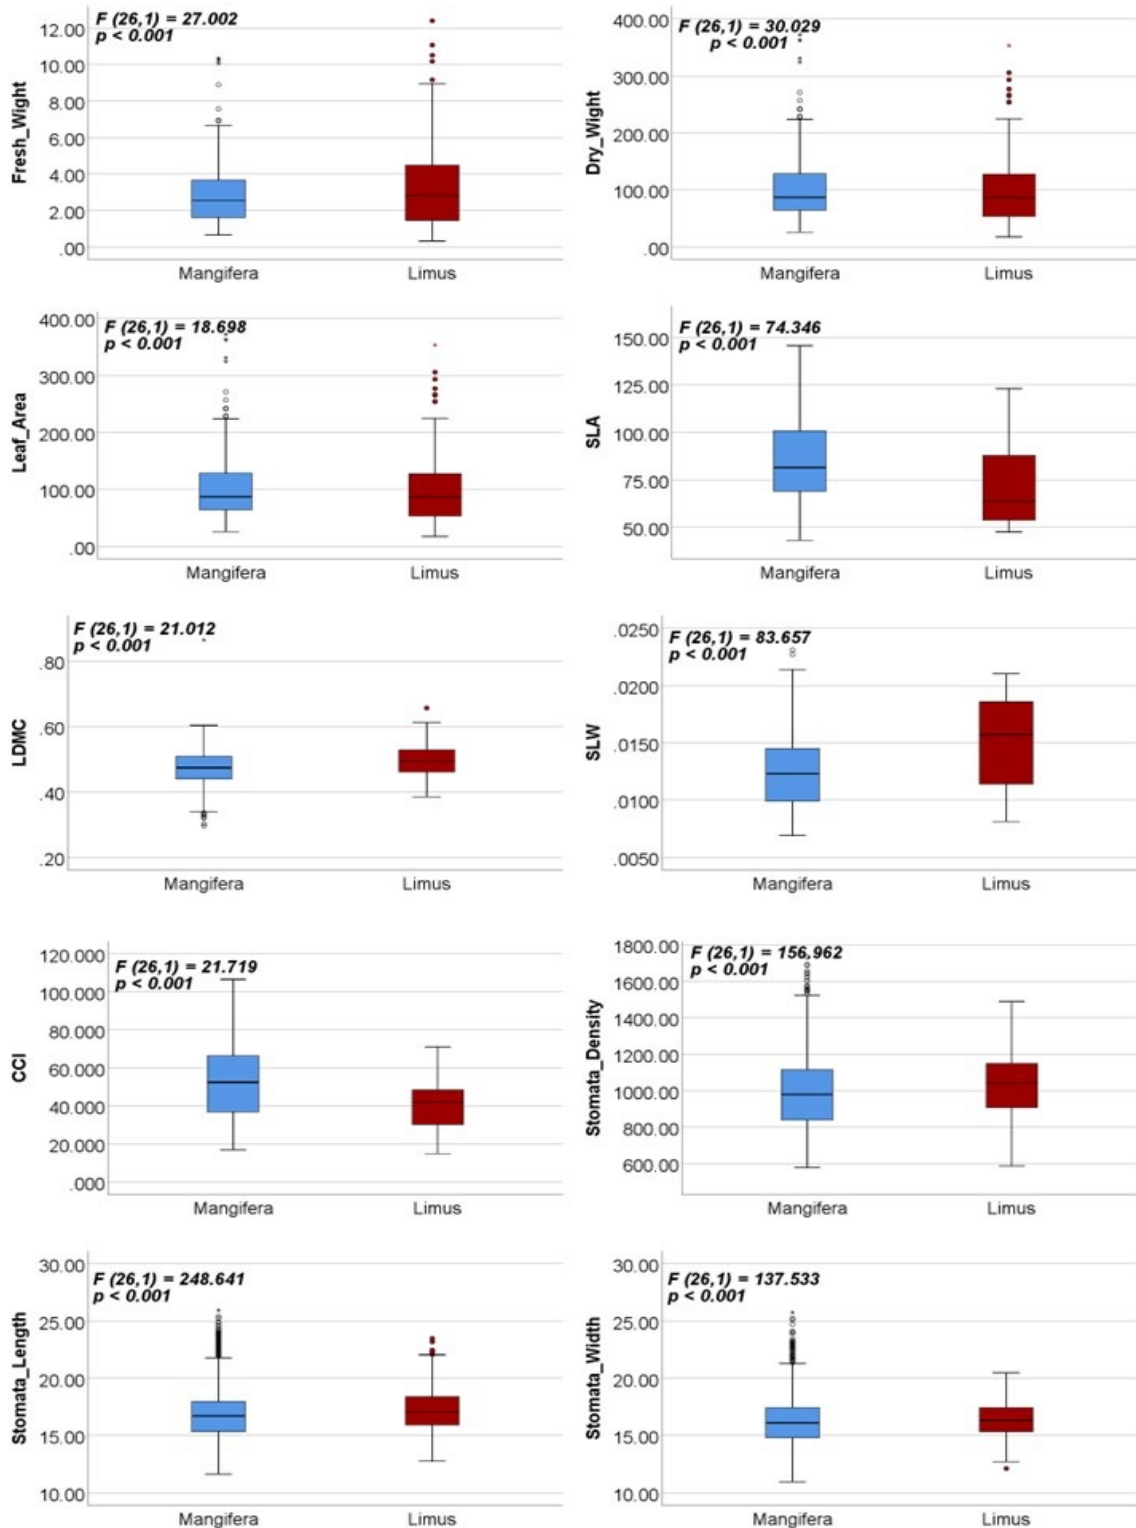 F (26,1) = 27.002
p < 0.001
12.00
10.00
8.00
6.00
4.00
2.00
.00
Fresh_Wight
Mangifera
Limus
F (26,1) = 30.029
p < 0.001
400.00
300.00
200.00
100.00
.00
Dry_Wight
Mangifera
Limus
F (26,1) = 18.698
p < 0.001
400.00
300.00
200.00
100.00
.00
Leaf_Area
Mangifera
Limus
F (26,1) = 74.346
p < 0.001
150.00
125.00
100.00
75.00
50.00
SLA
Mangifera
Limus
F (26,1) = 21.012
p < 0.001
.80
.60
.40
.20
LDMC
Mangifera
Limus
F (26,1) = 83.657
p < 0.001
.0250
.0200
.0150
.0100
.0050
SLW
Mangifera
Limus
F (26,1) = 21.719
p < 0.001
120.000
100.000
80.000
60.000
40.000
20.000
.000
CCI
Mangifera
Limus
F (26,1) = 156.962
p < 0.001
1800.00
1600.00
1400.00
1200.00
1000.00
800.00
600.00
Stomata_Density
Mangifera
Limus
F (26,1) = 248.641
p < 0.001
30.00
25.00
20.00
15.00
10.00
Stomata_Length
Mangifera
Limus
F (26,1) = 137.533
p < 0.001
30.00
25.00
20.00
15.00
10.00
Stomata_Width
Mangifera
Limus